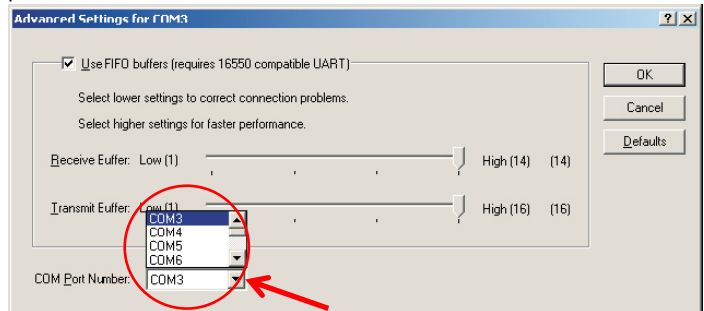 Advanced Settings for COM3
? X
Use FIFO buffers (requires 16550 compatible UART)
OK
Select lower settings to correct connection problems.
Cancel
Select higher settings for faster performance.
Defaults
Receive Euffer: Low (1) High (14) (14)
Transmit Euffer: Low (1) High (16) (16)
COM3
COM4
COM5
COM6
COM Port Number: COM3